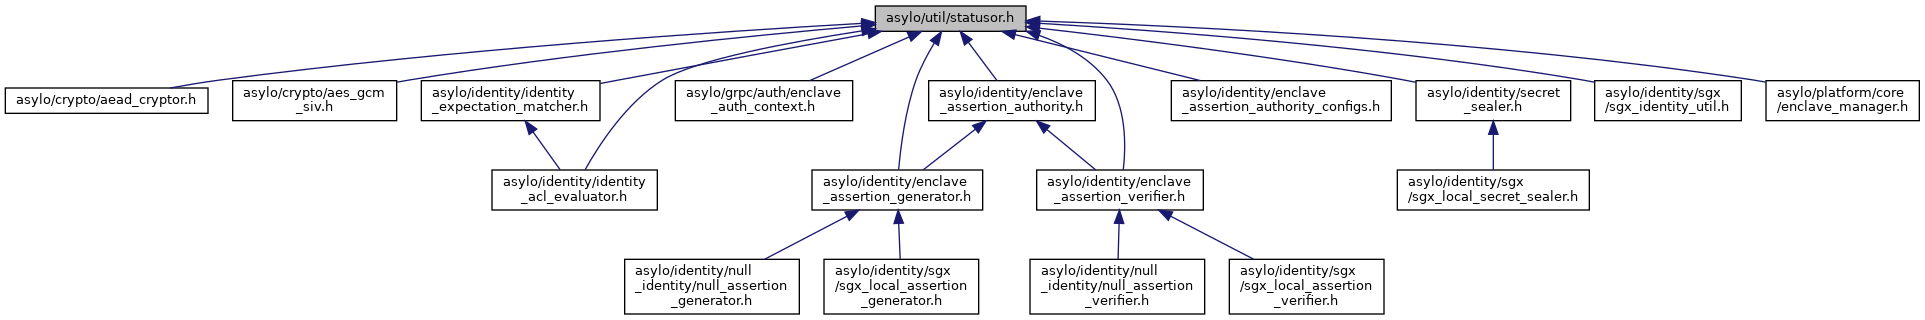 asylo/util/statusor.h
asylo/crypto/aead_cryptor.h
asylo/crypto/aes_gcm
_siv.h
asylo/identity/identity
_expectation_matcher.h
asylo/grpc/auth/enclave
_auth_context.h
asylo/identity/enclave
_assertion_authority.h
asylo/identity/enclave
_assertion_authority_configs.h
asylo/identity/secret
_sealer.h
asylo/identity/sgx
/sgx_identity_util.h
asylo/platform/core
/enclave_manager.h
asylo/identity/identity
_acl_evaluator.h
asylo/identity/enclave
_assertion_generator.h
asylo/identity/enclave
_assertion_verifier.h
asylo/identity/sgx
/sgx_local_secret_sealer.h
asylo/identity/null
_identity/null_assertion
_generator.h
asylo/identity/sgx
/sgx_local_assertion
_generator.h
asylo/identity/null
_identity/null_assertion
_verifier.h
asylo/identity/sgx
/sgx_local_assertion
_verifier.h